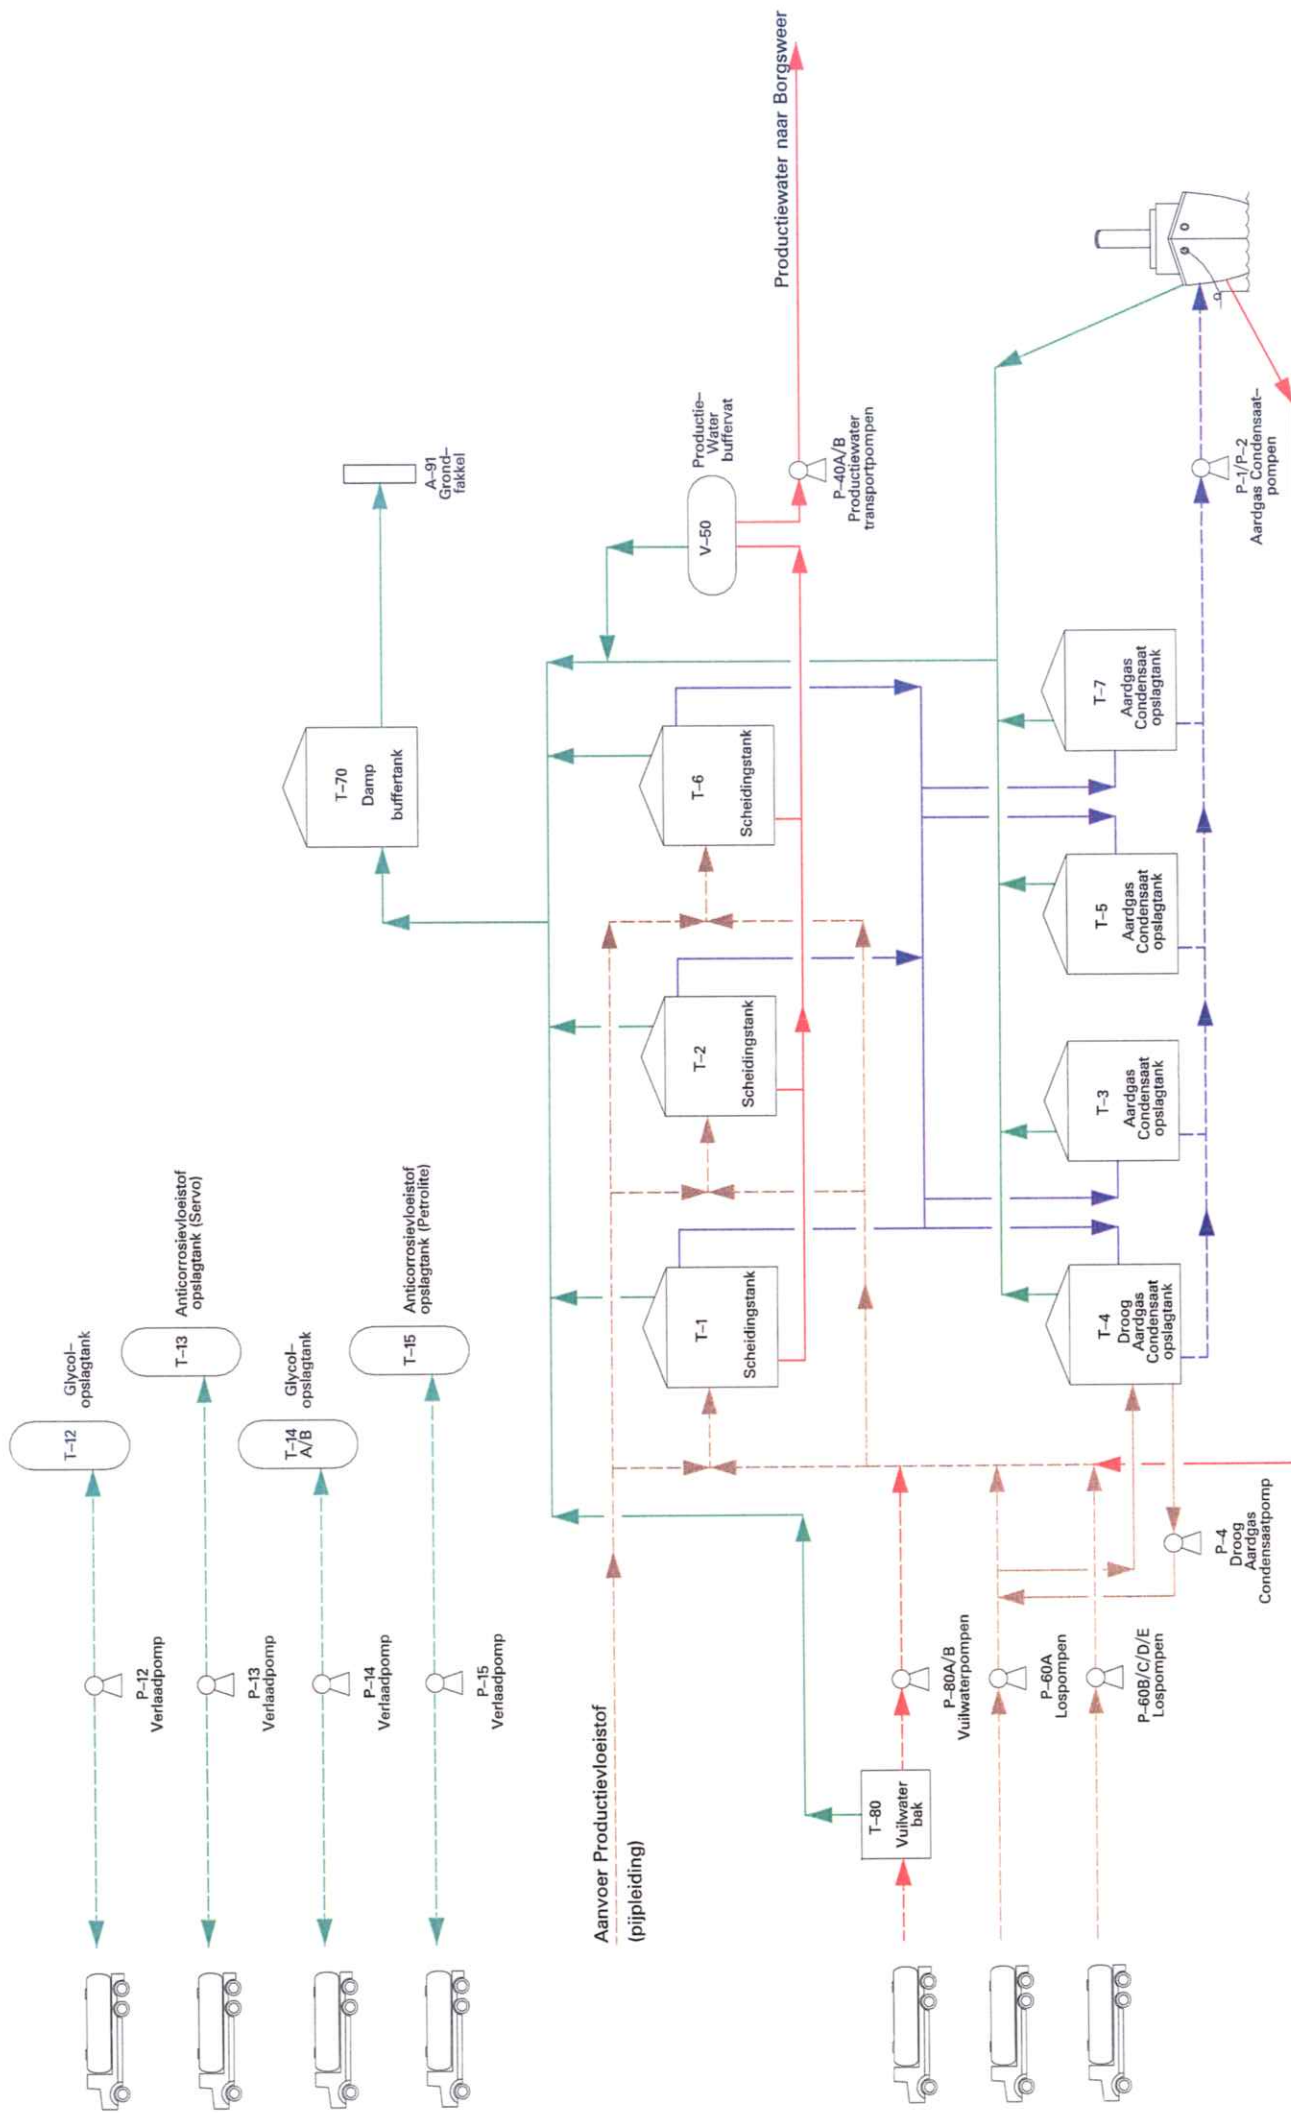 T-12
Glycol-
opslagtank
P-12
Verlaadpomp
T-13
Anticorrosievloeistof
opslagtank (Servo)
P-13
Verlaadpomp
T-14
A/B
Glycol-
opslagtank
P-14
Verlaadpomp
T-15
Anticorrosievloeistof
opslagtank (Petrolite)
P-15
Verlaadpomp
T-70
Damp
buffertank
A-91
Grond-
fakkel
Aanvoer Productievloeistof
(pijpleiding)
T-1
Scheidingstank
T-2
Scheidingstank
T-6
Scheidingstank
V-50
Productie-
Water
buffervat
P-40A/B
Productiewater
transportpompen
Productiewater naar Borgsweer
T-80
Vuilwater
bak
P-80A/B
Vuilwaterpompen
P-60A
Lospompen
P-60B/C/D/E
Lospompen
P-4
Droog
Aardgas
Condensaatpomp
T-4
Droog
Aardgas
Condensaat
opslagtank
T-3
Aardgas
Condensaat
opslagtank
T-5
Aardgas
Condensaat
opslagtank
T-7
Aardgas
Condensaat
opslagtank
P-1/P-2
Aardgas Condensaat-
pompen